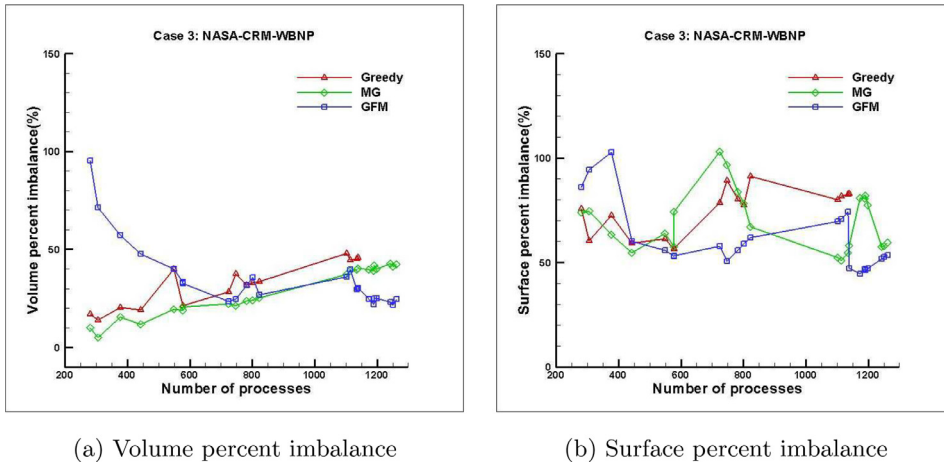 Case 3: NASA-CRM-WBNP
150
100
50
0
Volume percent imbalance(%)
Greedy
MG
GFM
200 400 600 800 1000 1200
Number of processes
(a) Volume percent imbalance
Case 3: NASA-CRM-WBNP
150
100
50
0
Surface percent imbalance(%)
Greedy
MG
GFM
200 400 600 800 1000 1200
Number of processes
(b) Surface percent imbalance